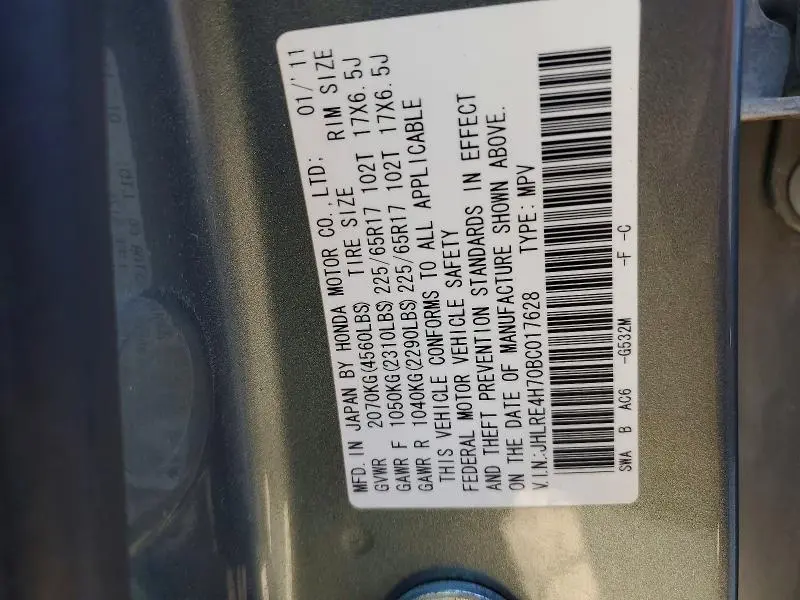 MFD. IN JAPAN BY HONDA MOTOR CO.,LTD; 01/'11
GVWR 2070KG(4560LBS) TIRE SIZE RIM SIZE
GAWR F 1050KG(2310LBS)225/65R17 102T 17X6.5J
GAWR R 1040KG(2290LBS)225/65R17 102T 17X6.5J
THIS VEHICLE CONFORMS TO ALL APPLICABLE
FEDERAL MOTOR VEHICLE SAFETY
AND THEFT PREVENTION STANDARDS IN EFFECT
ON THE DATE OF MANUFACTURE SHOWN ABOVE.
V.I.N.:JHLRE4H70BC017628 TYPE:MPV
SWA B AC6 -G532M -F -C